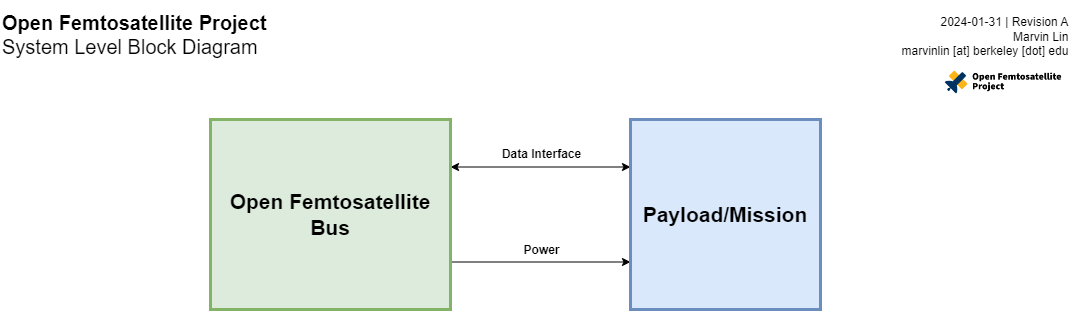 Open Femtosatellite Project
System Level Block Diagram
2024-01-31 | Revision A
Marvin Lin
marvinlin [at] berkeley [dot] edu
Open Femtosatellite
Project
Data Interface
Open Femtosatellite
Bus
Payload/Mission
Power